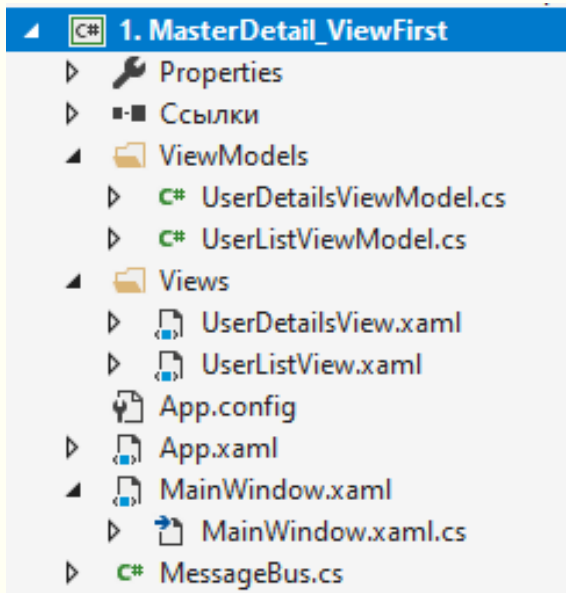 C# 1. MasterDetail_ViewFirst
Properties
Ссылки
ViewModels
C# UserDetailsViewModel.cs
C# UserListViewModel.cs
Views
UserDetailsView.xaml
UserListView.xaml
App.config
App.xaml
MainWindow.xaml
MainWindow.xaml.cs
C# MessageBus.cs